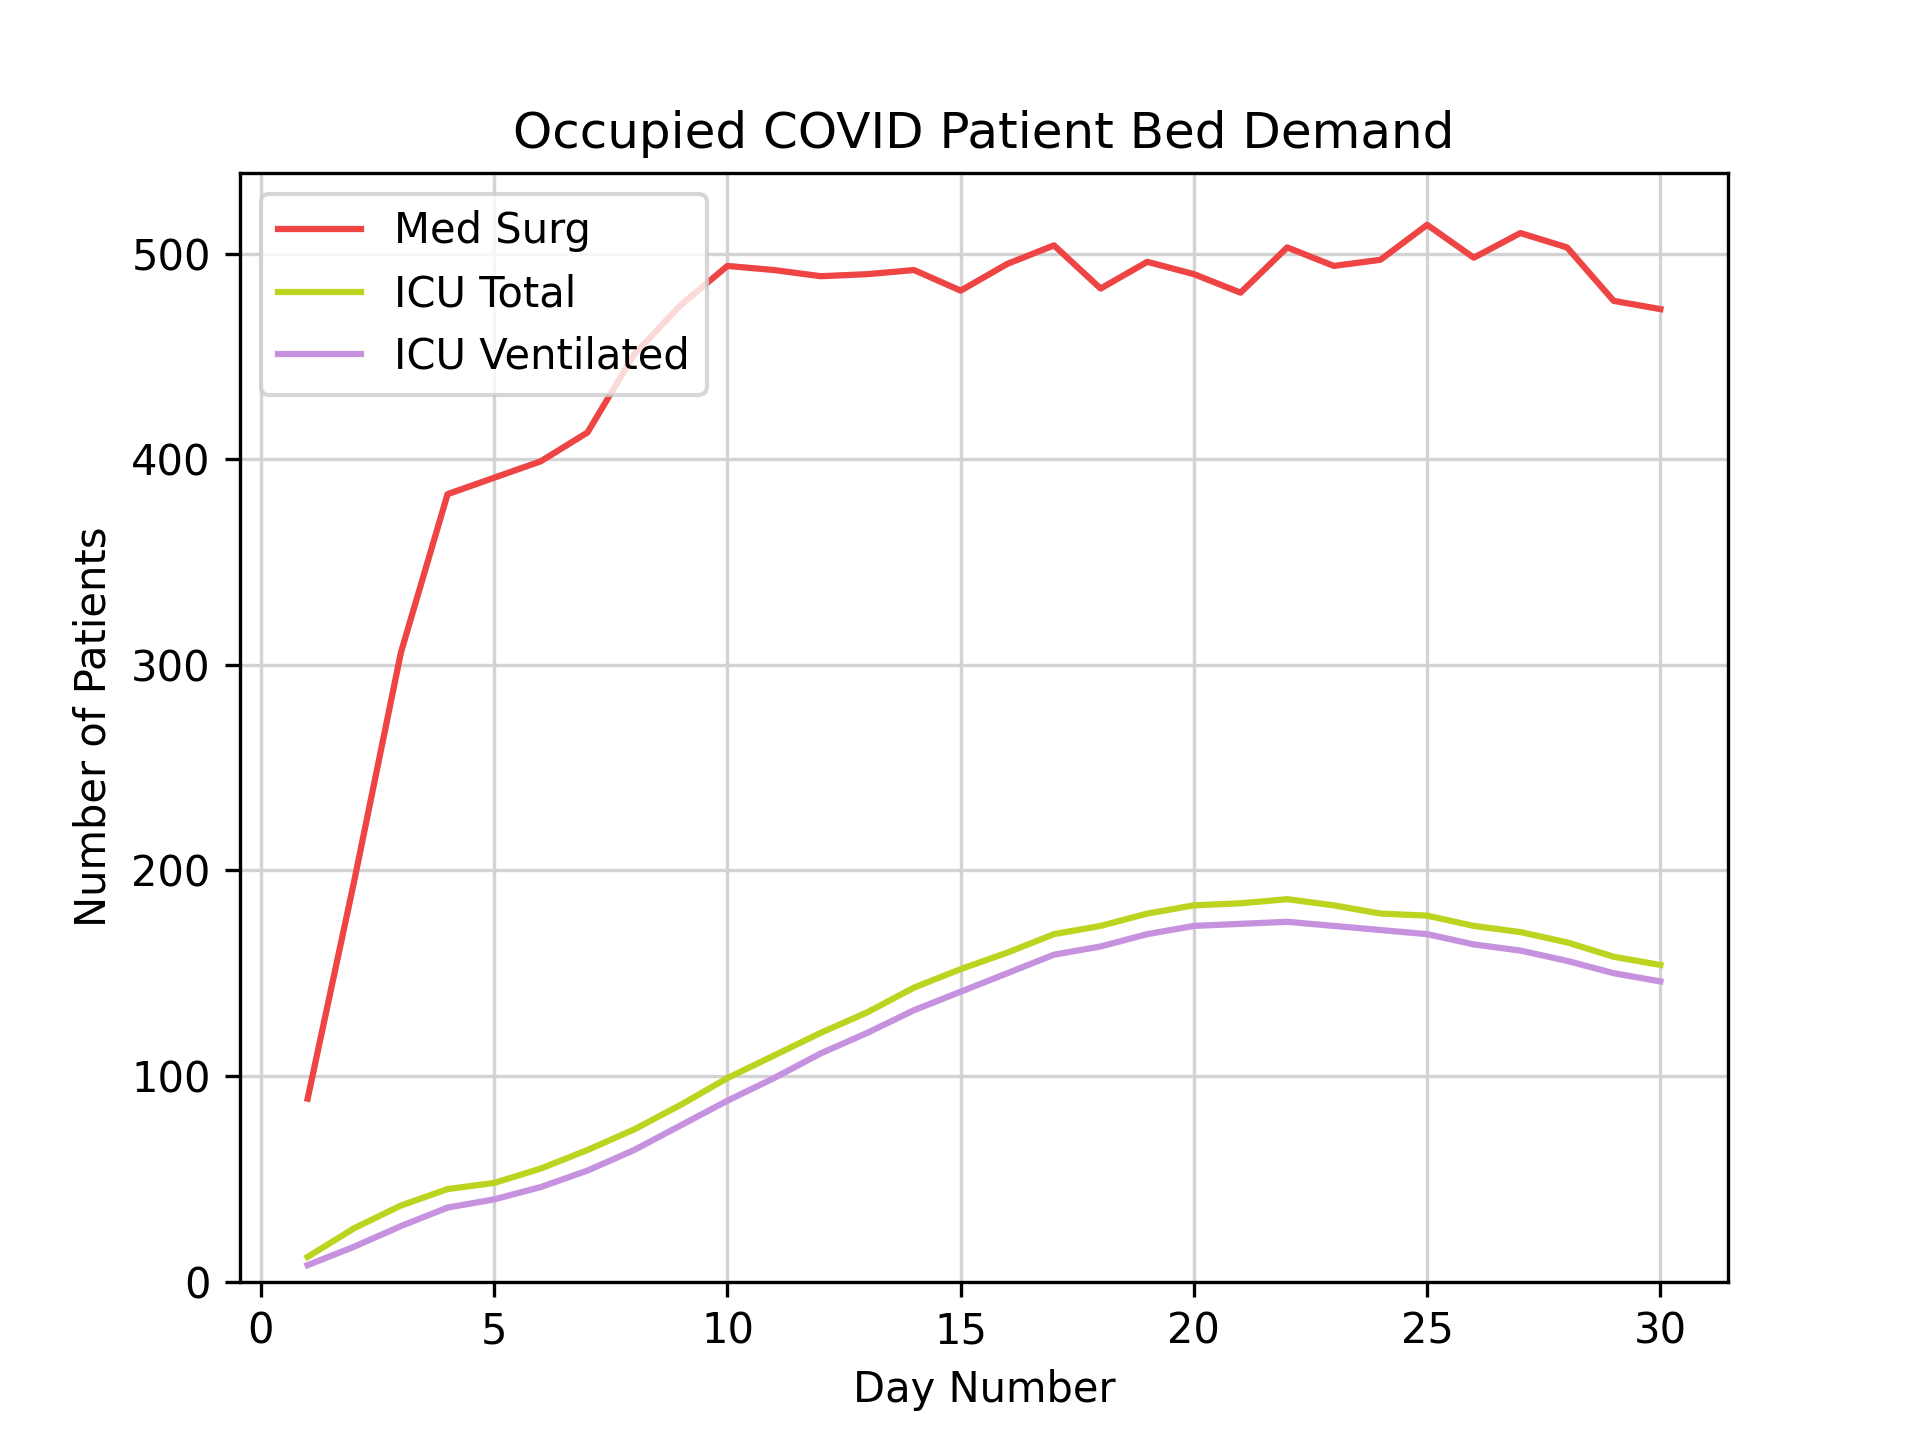 Occupied COVID Patient Bed Demand
Med Surg
ICU Total
ICU Ventilated
Number of Patients
500
400
300
200
100
0
0 5 10 15 20 25 30
Day Number